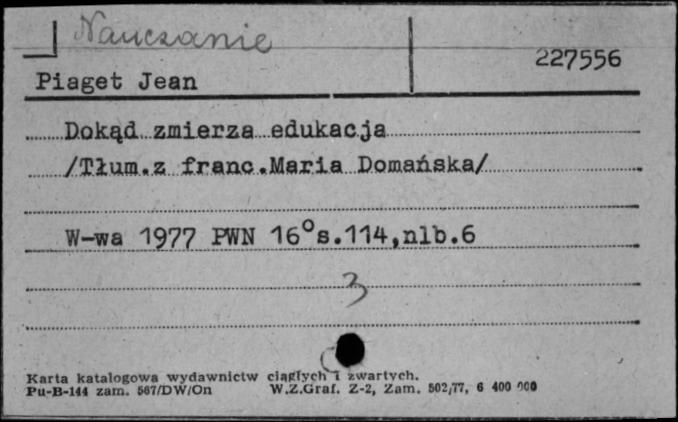 Nauczanie
227556
Piaget Jean
Dokąd zmierza edukacja
/Tłum.z franc.Maria Domańska/
W-wa 1977 PWN 16°s.114,nlb.6
3
Karta katalogowa wydawnictw ciągłych i zwartych.
Pu-B-144 zam. 567/DW/On W.Z.Graf. Z-2, Zam. 502/77, 6 400 000